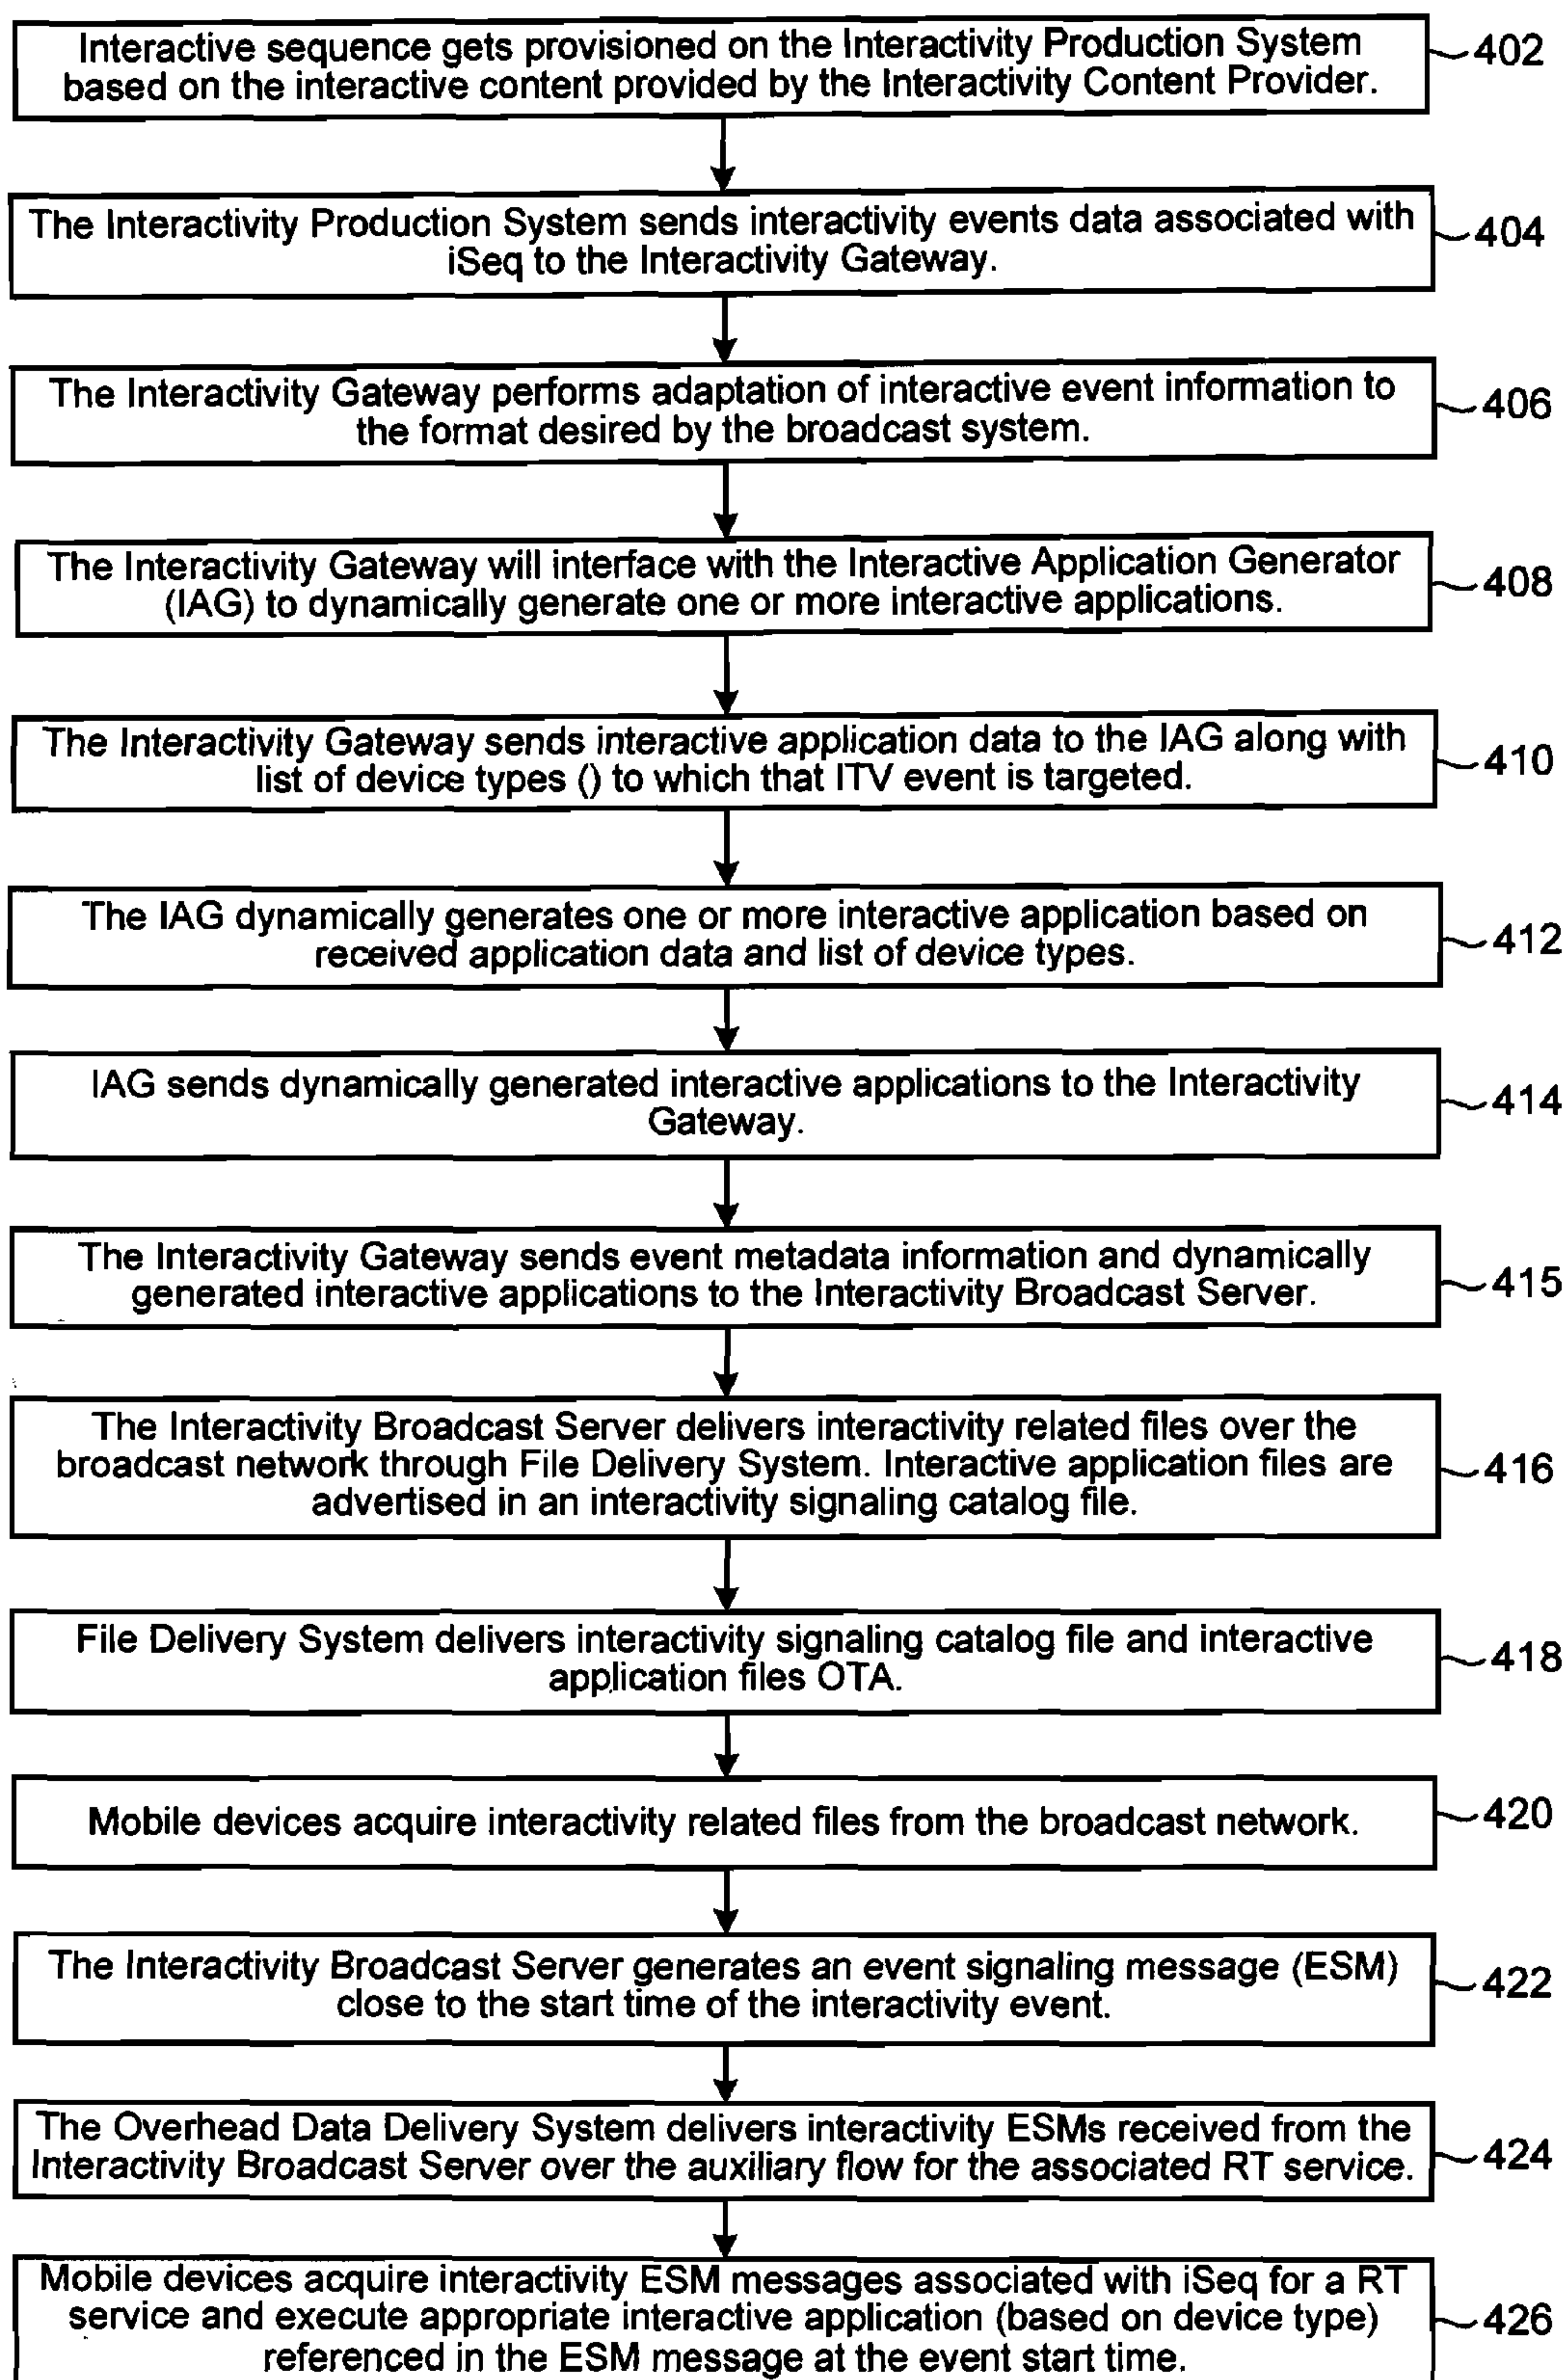 Interactive sequence gets provisioned on the Interactivity Production System
based on the interactive content provided by the Interactivity Content Provider.
402
The Interactivity Production System sends interactivity events data associated with
iSeq to the Interactivity Gateway.
404
The Interactivity Gateway performs adaptation of interactive event information to
the format desired by the broadcast system.
406
The Interactivity Gateway will interface with the Interactive Application Generator
(IAG) to dynamically generate one or more interactive applications.
408
The Interactivity Gateway sends interactive application data to the IAG along with
list of device types () to which that ITV event is targeted.
410
The IAG dynamically generates one or more interactive application based on
received application data and list of device types.
412
IAG sends dynamically generated interactive applications to the Interactivity
Gateway.
414
The Interactivity Gateway sends event metadata information and dynamically
generated interactive applications to the Interactivity Broadcast Server.
415
The Interactivity Broadcast Server delivers interactivity related files over the
broadcast network through File Delivery System. Interactive application files are
advertised in an interactivity signaling catalog file.
416
File Delivery System delivers interactivity signaling catalog file and interactive
application files OTA.
418
Mobile devices acquire interactivity related files from the broadcast network.
420
The Interactivity Broadcast Server generates an event signaling message (ESM)
close to the start time of the interactivity event.
422
The Overhead Data Delivery System delivers interactivity ESMs received from the
Interactivity Broadcast Server over the auxiliary flow for the associated RT service.
424
Mobile devices acquire interactivity ESM messages associated with iSeq for a RT
service and execute appropriate interactive application (based on device type)
referenced in the ESM message at the event start time.
426